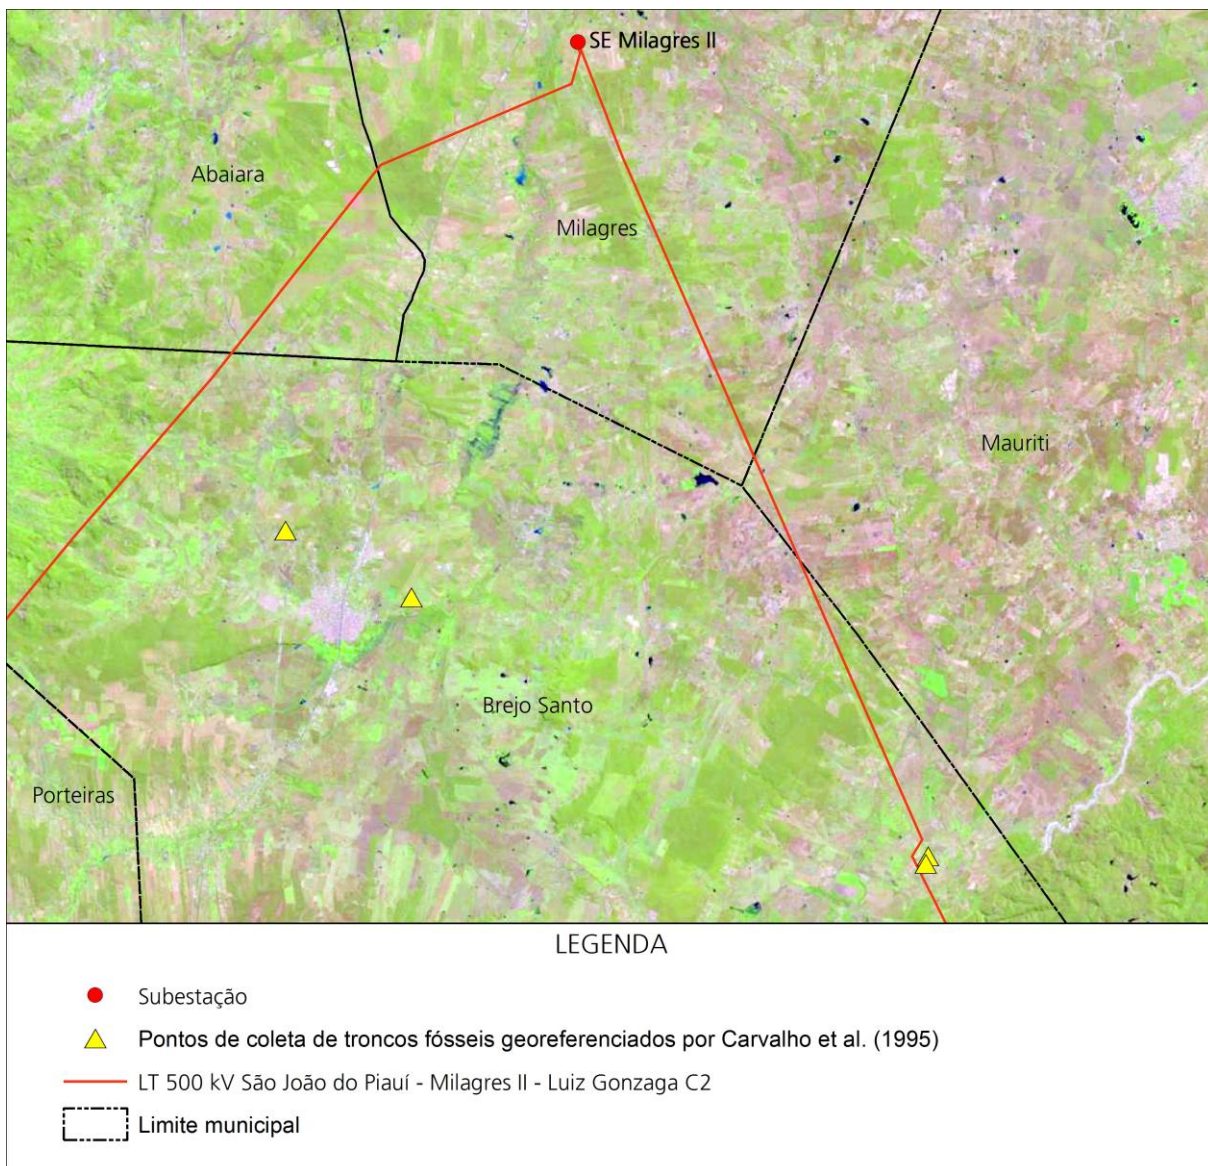 SE Milagres II
Abaiara
Milagres
Mauriti
Brejo Santo
Porteiras
LEGENDA
Subestação
Pontos de coleta de troncos fósseis georeferenciados por Carvalho et al. (1995)
LT 500 kV São João do Piauí - Milagres II - Luiz Gonzaga C2
Limite municipal